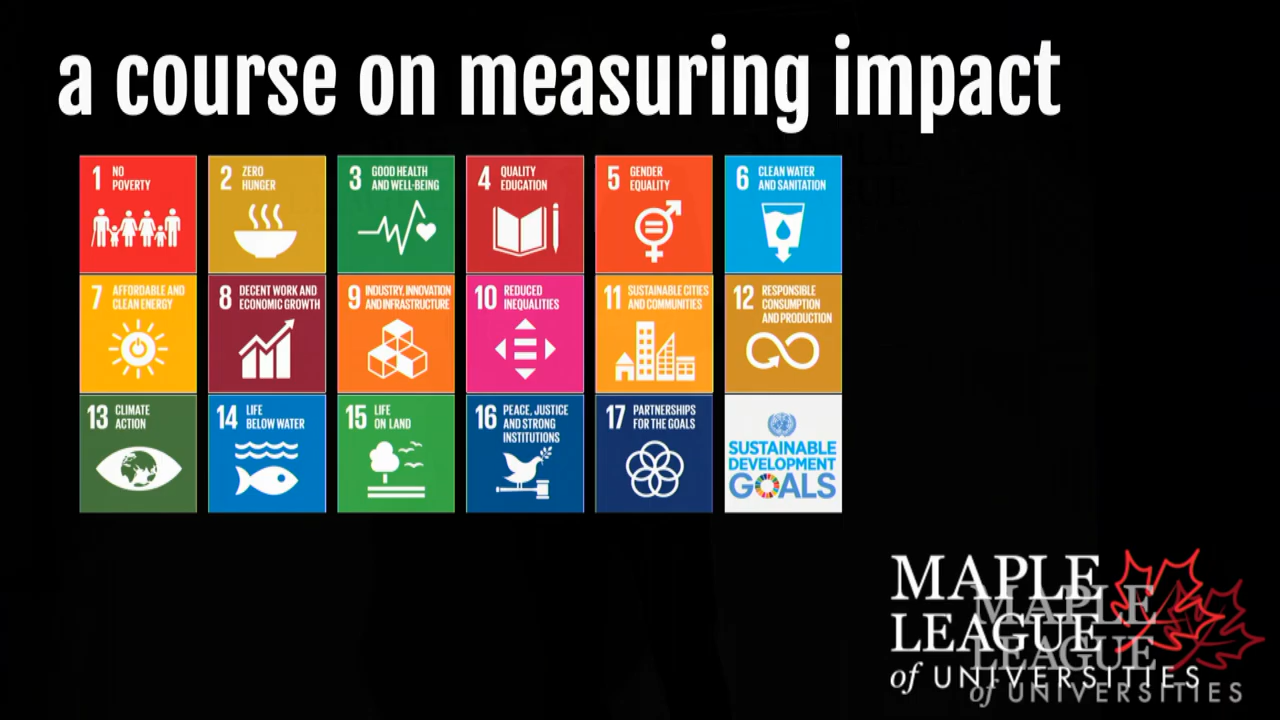 a course on measuring impact
1 NO
POVERTY
2 ZERO
HUNGER
3 GOOD HEALTH
AND WELL-BEING
4 QUALITY
EDUCATION
5 GENDER
EQUALITY
6 CLEAN WATER
AND SANITATION
7 AFFORDABLE AND
CLEAN ENERGY
8 DECENT WORK AND
ECONOMIC GROWTH
9 INDUSTRY, INNOVATION
AND INFRASTRUCTURE
10 REDUCED
INEQUALITIES
11 SUSTAINABLE CITIES
AND COMMUNITIES
12 RESPONSIBLE
CONSUMPTION
AND PRODUCTION
13 CLIMATE
ACTION
14 LIFE
BELOW WATER
15 LIFE
ON LAND
16 PEACE, JUSTICE
AND STRONG
INSTITUTIONS
17 PARTNERSHIPS
FOR THE GOALS
SUSTAINABLE
DEVELOPMENT
GOALS
MAPLE
LEAGUE
of UNIVERSITIES
MAPLE
LEAGUE
of UNIVERSITIES